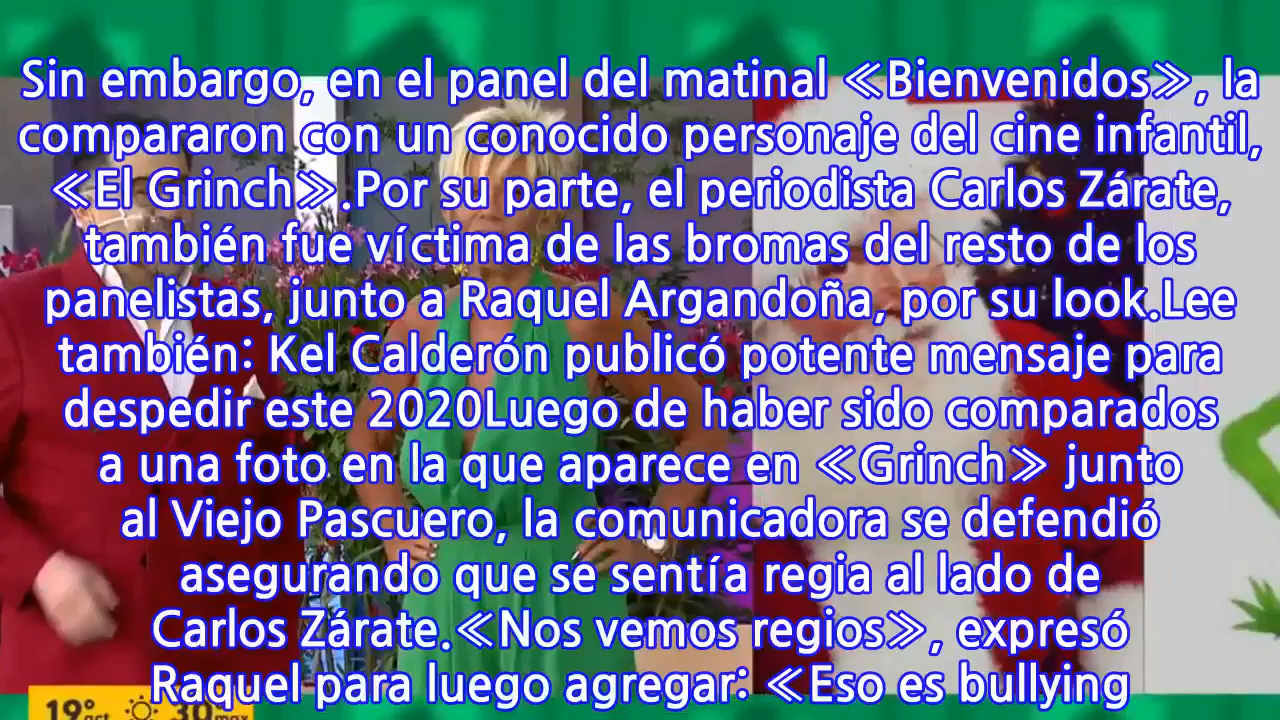 Sin embargo, en el panel del matinal ≪Bienvenidos≫, la
compararon con un conocido personaje del cine infantil,
≪El Grinch≫.Por su parte, el periodista Carlos Zárate,
también fue víctima de las bromas del resto de los
panelistas, junto a Raquel Argandoña, por su look.Lee
también: Kel Calderón publicó potente mensaje para
despedir este 2020Luego de haber sido comparados
a una foto en la que aparece en ≪Grinch≫ junto
al Viejo Pascuero, la comunicadora se defendió
asegurando que se sentía regia al lado de
Carlos Zárate.≪Nos vemos regios≫, expresó
Raquel para luego agregar: ≪Eso es bullying
19° act 30 max